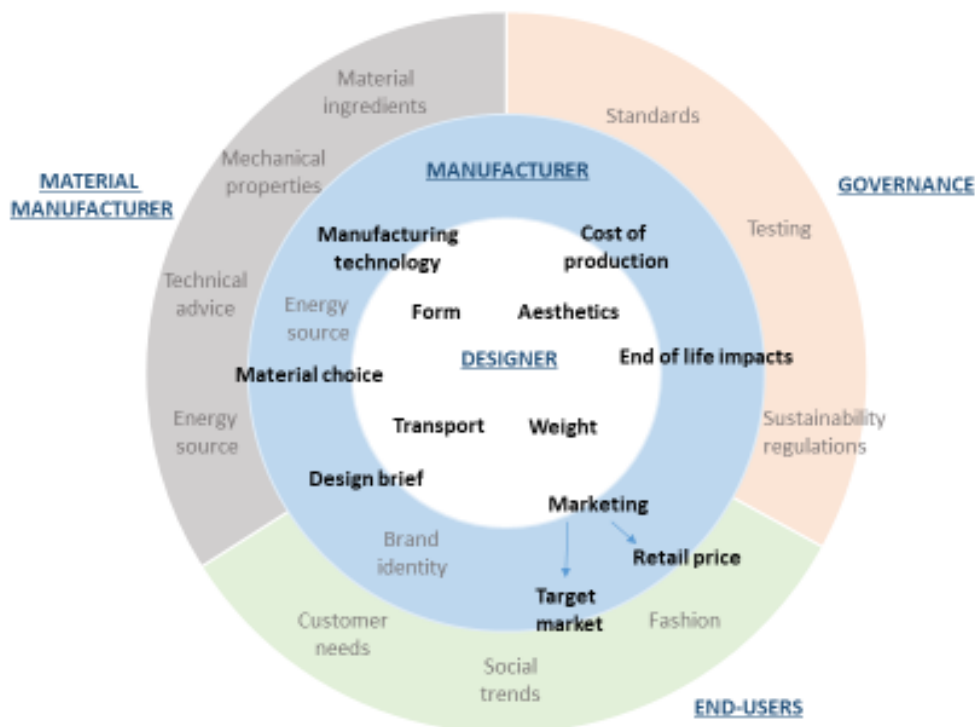 Material
ingredients
Standards
Mechanical
properties
MANUFACTURER
MATERIAL
MANUFACTURER
GOVERNANCE
Manufacturing
technology
Cost of
production
Testing
Technical
advice
Energy
source
Form
Aesthetics
DESIGNER
End of life impacts
Material choice
Energy
source
Transport
Weight
Sustainability
regulations
Design brief
Marketing
Brand
identity
Retail price
Target
market
Customer
needs
Fashion
Social
trends
END-USERS